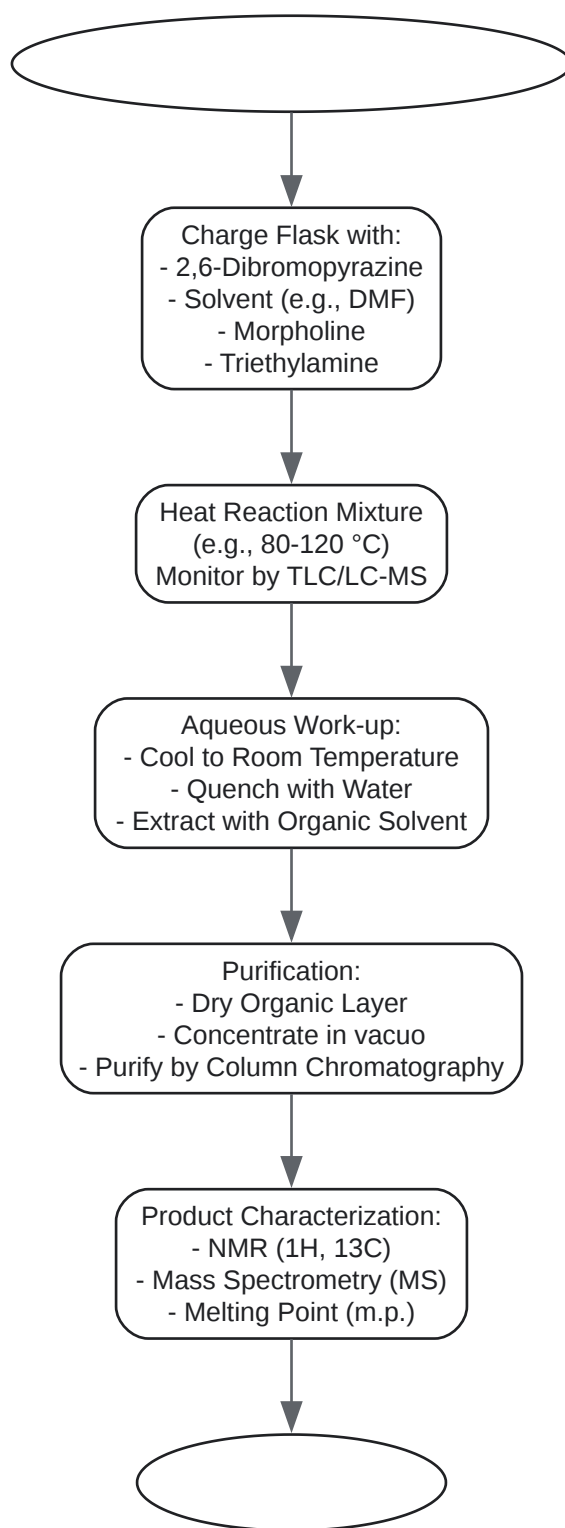 Charge Flask with:
- 2,6-Dibromopyrazine
- Solvent (e.g., DMF)
- Morpholine
- Triethylamine
Heat Reaction Mixture
(e.g., 80-120 °C)
Monitor by TLC/LC-MS
Aqueous Work-up:
- Cool to Room Temperature
- Quench with Water
- Extract with Organic Solvent
Purification:
- Dry Organic Layer
- Concentrate in vacuo
- Purify by Column Chromatography
Product Characterization:
- NMR (1H, 13C)
- Mass Spectrometry (MS)
- Melting Point (m.p.)